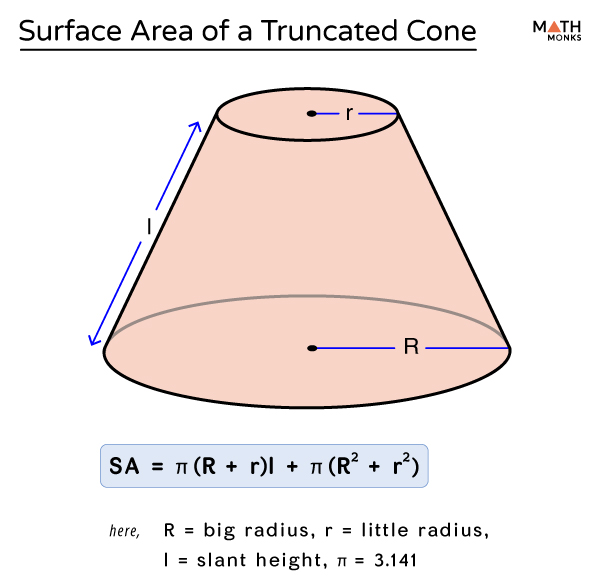 Surface Area of a Truncated Cone
MATH
MONKS
r
l
R
SA = π(R + r)l + π(R² + r²)
here, R = big radius, r = little radius,
l = slant height, π = 3.141